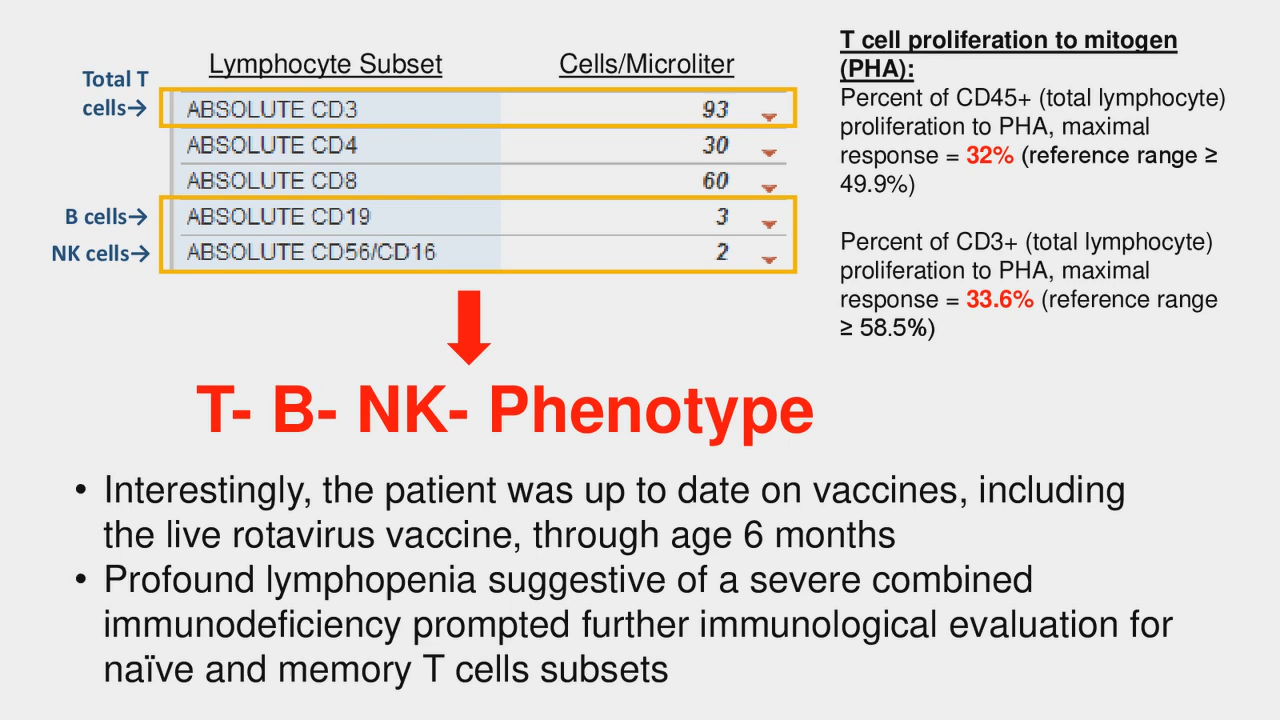 Lymphocyte Subset Cells/Microliter
Total T
cells→
ABSOLUTE CD3 93
ABSOLUTE CD4 30
ABSOLUTE CD8 60
B cells→ ABSOLUTE CD19 3
NK cells→ ABSOLUTE CD56/CD16 2
T cell proliferation to mitogen
(PHA):
Percent of CD45+ (total lymphocyte)
proliferation to PHA, maximal
response = 32% (reference range ≥
49.9%)
Percent of CD3+ (total lymphocyte)
proliferation to PHA, maximal
response = 33.6% (reference range
≥ 58.5%)
T- B- NK- Phenotype
• Interestingly, the patient was up to date on vaccines, including
the live rotavirus vaccine, through age 6 months
• Profound lymphopenia suggestive of a severe combined
immunodeficiency prompted further immunological evaluation for
naïve and memory T cells subsets